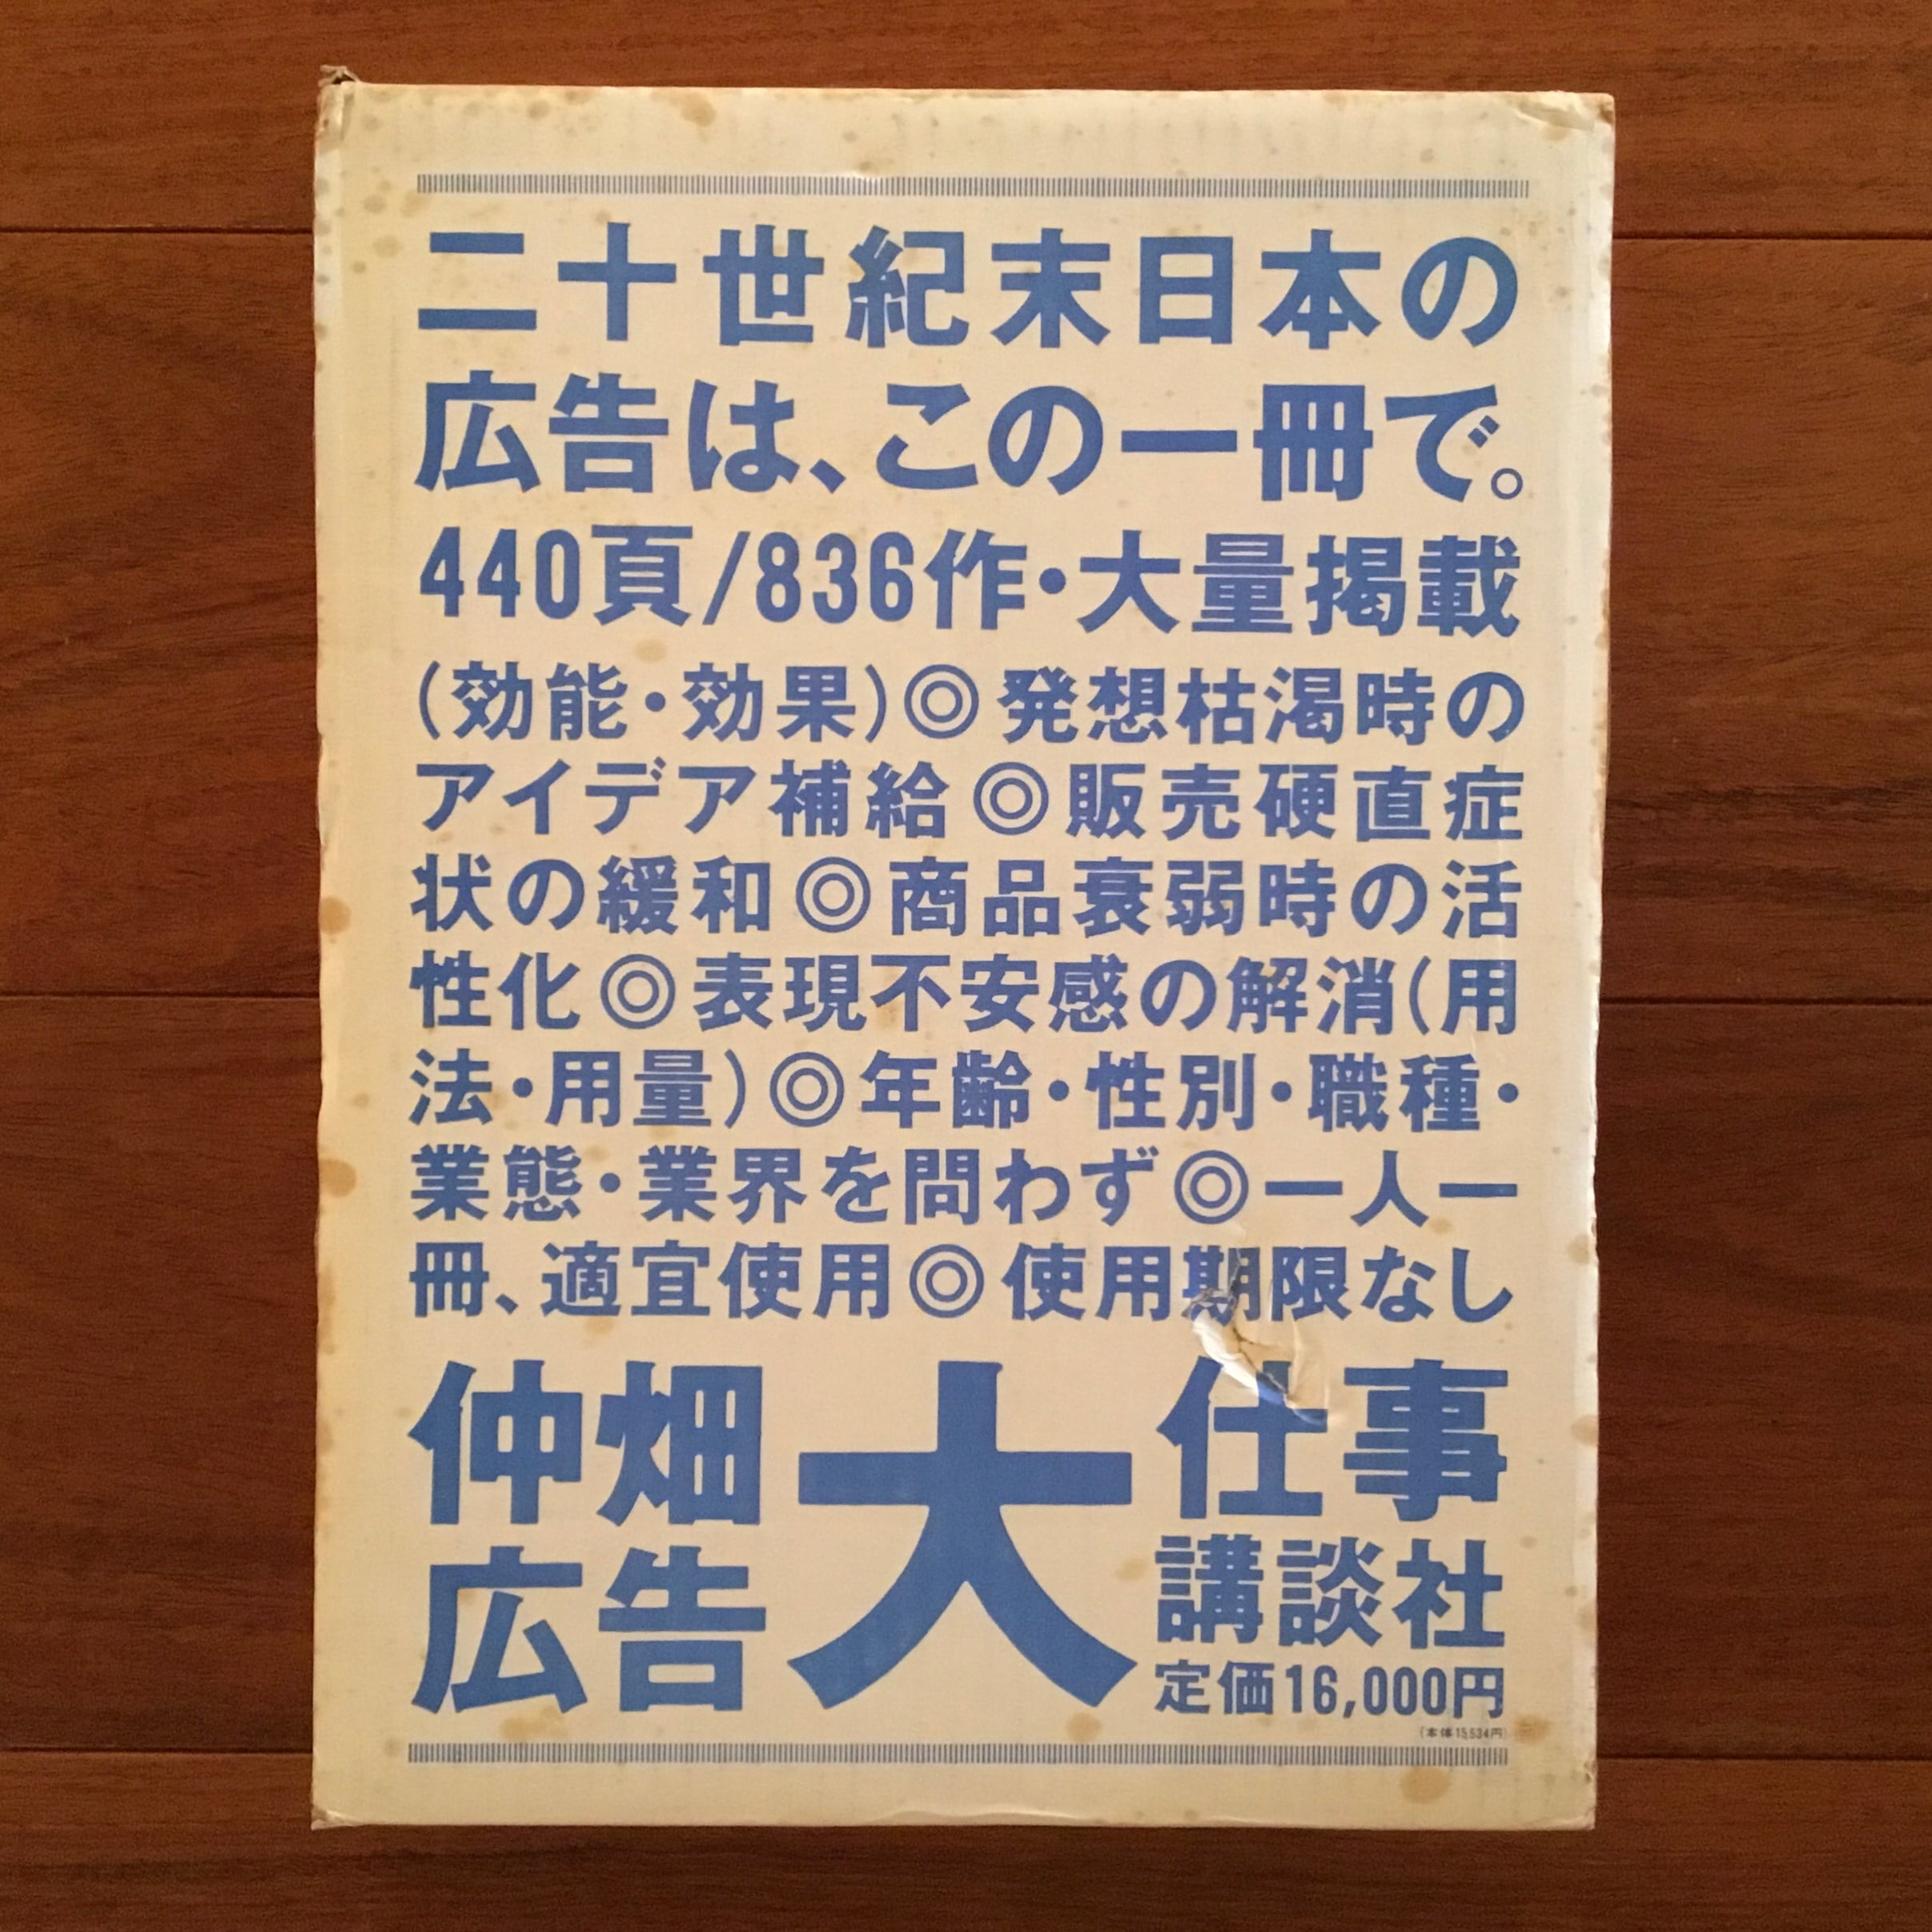 二十世紀末日本の
広告は、この一冊で。
440頁/836作・大量掲載
(効能・効果)◎発想枯渇時の
アイデア補給◎販売硬直症
状の緩和◎商品衰弱時の活
性化◎表現不安感の解消(用
法・用量)◎年齢・性別・職種・
業態・業界を問わず◎一人一
冊、適宜使用◎使用期限なし
仲畑
広告
大
仕事
講談社
定価16,000円
(本体15,534円)